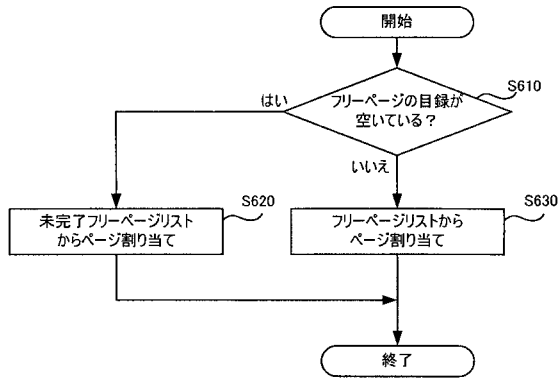 開始
フリーページの目録が
空いている？
S610
はい
いいえ
未完了フリーページリスト
からページ割り当て
S620
フリーページリストから
ページ割り当て
S630
終了